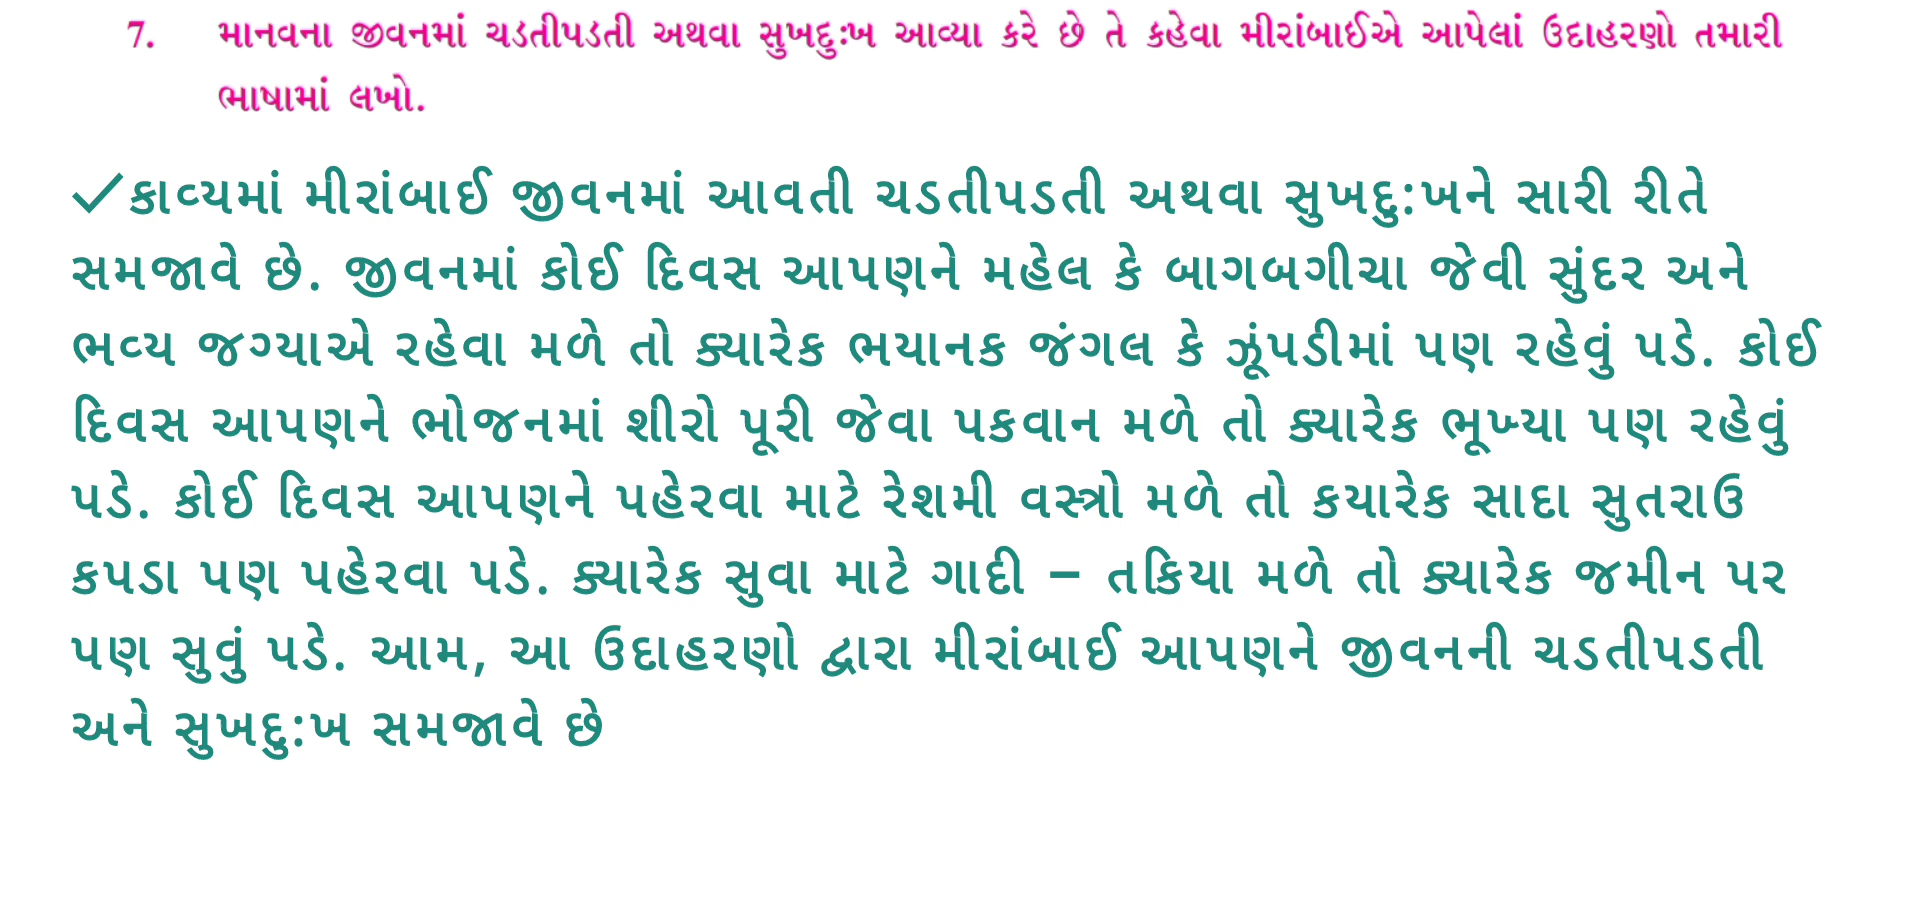 7. માનવના જીવનમાં ચડતીપડતી અથવા સુખદુઃખ આવ્યા કરે છે તે કહેવા મીરાંબાઈએ આપેલાં ઉદાહરણો તમારી
ભાષામાં લખો.
✓કાવ્યમાં મીરાંબાઈ જીવનમાં આવતી ચડતીપડતી અથવા સુખદુ:ખને સારી રીતે
સમજાવે છે. જીવનમાં કોઈ દિવસ આપણને મહેલ કે બાગબગીચા જેવી સુંદર અને
ભવ્ય જગ્યાએ રહેવા મળે તો ક્યારેક ભયાનક જંગલ કે ઝૂંપડીમાં પણ રહેવું પડે. કોઈ
દિવસ આપણને ભોજનમાં શીરો પૂરી જેવા પકવાન મળે તો ક્યારેક ભૂખ્યા પણ રહેવું
પડે. કોઈ દિવસ આપણને પહેરવા માટે રેશમી વસ્ત્રો મળે તો કયારેક સાદા સુતરાઉ
કપડા પણ પહેરવા પડે. ક્યારેક સુવા માટે ગાદી – તકિયા મળે તો ક્યારેક જમીન પર
પણ સુવું પડે. આમ, આ ઉદાહરણો દ્વારા મીરાંબાઈ આપણને જીવનની ચડતીપડતી
અને સુખદુ:ખ સમજાવે છે